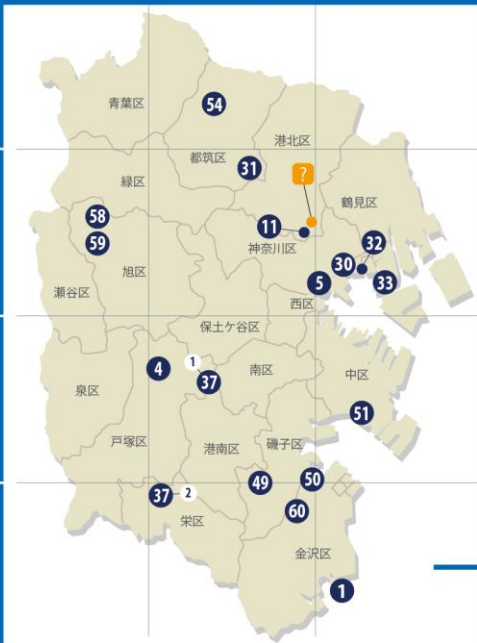 青葉区
54
港北区
都筑区
31
緑区
?
鶴見区
58
11
神奈川区
32
59
旭区
30
33
瀬谷区
5
西区
保土ケ谷区
1
4
37
南区
中区
泉区
51
戸塚区
港南区
磯子区
49
50
37
2
60
栄区
金沢区
1